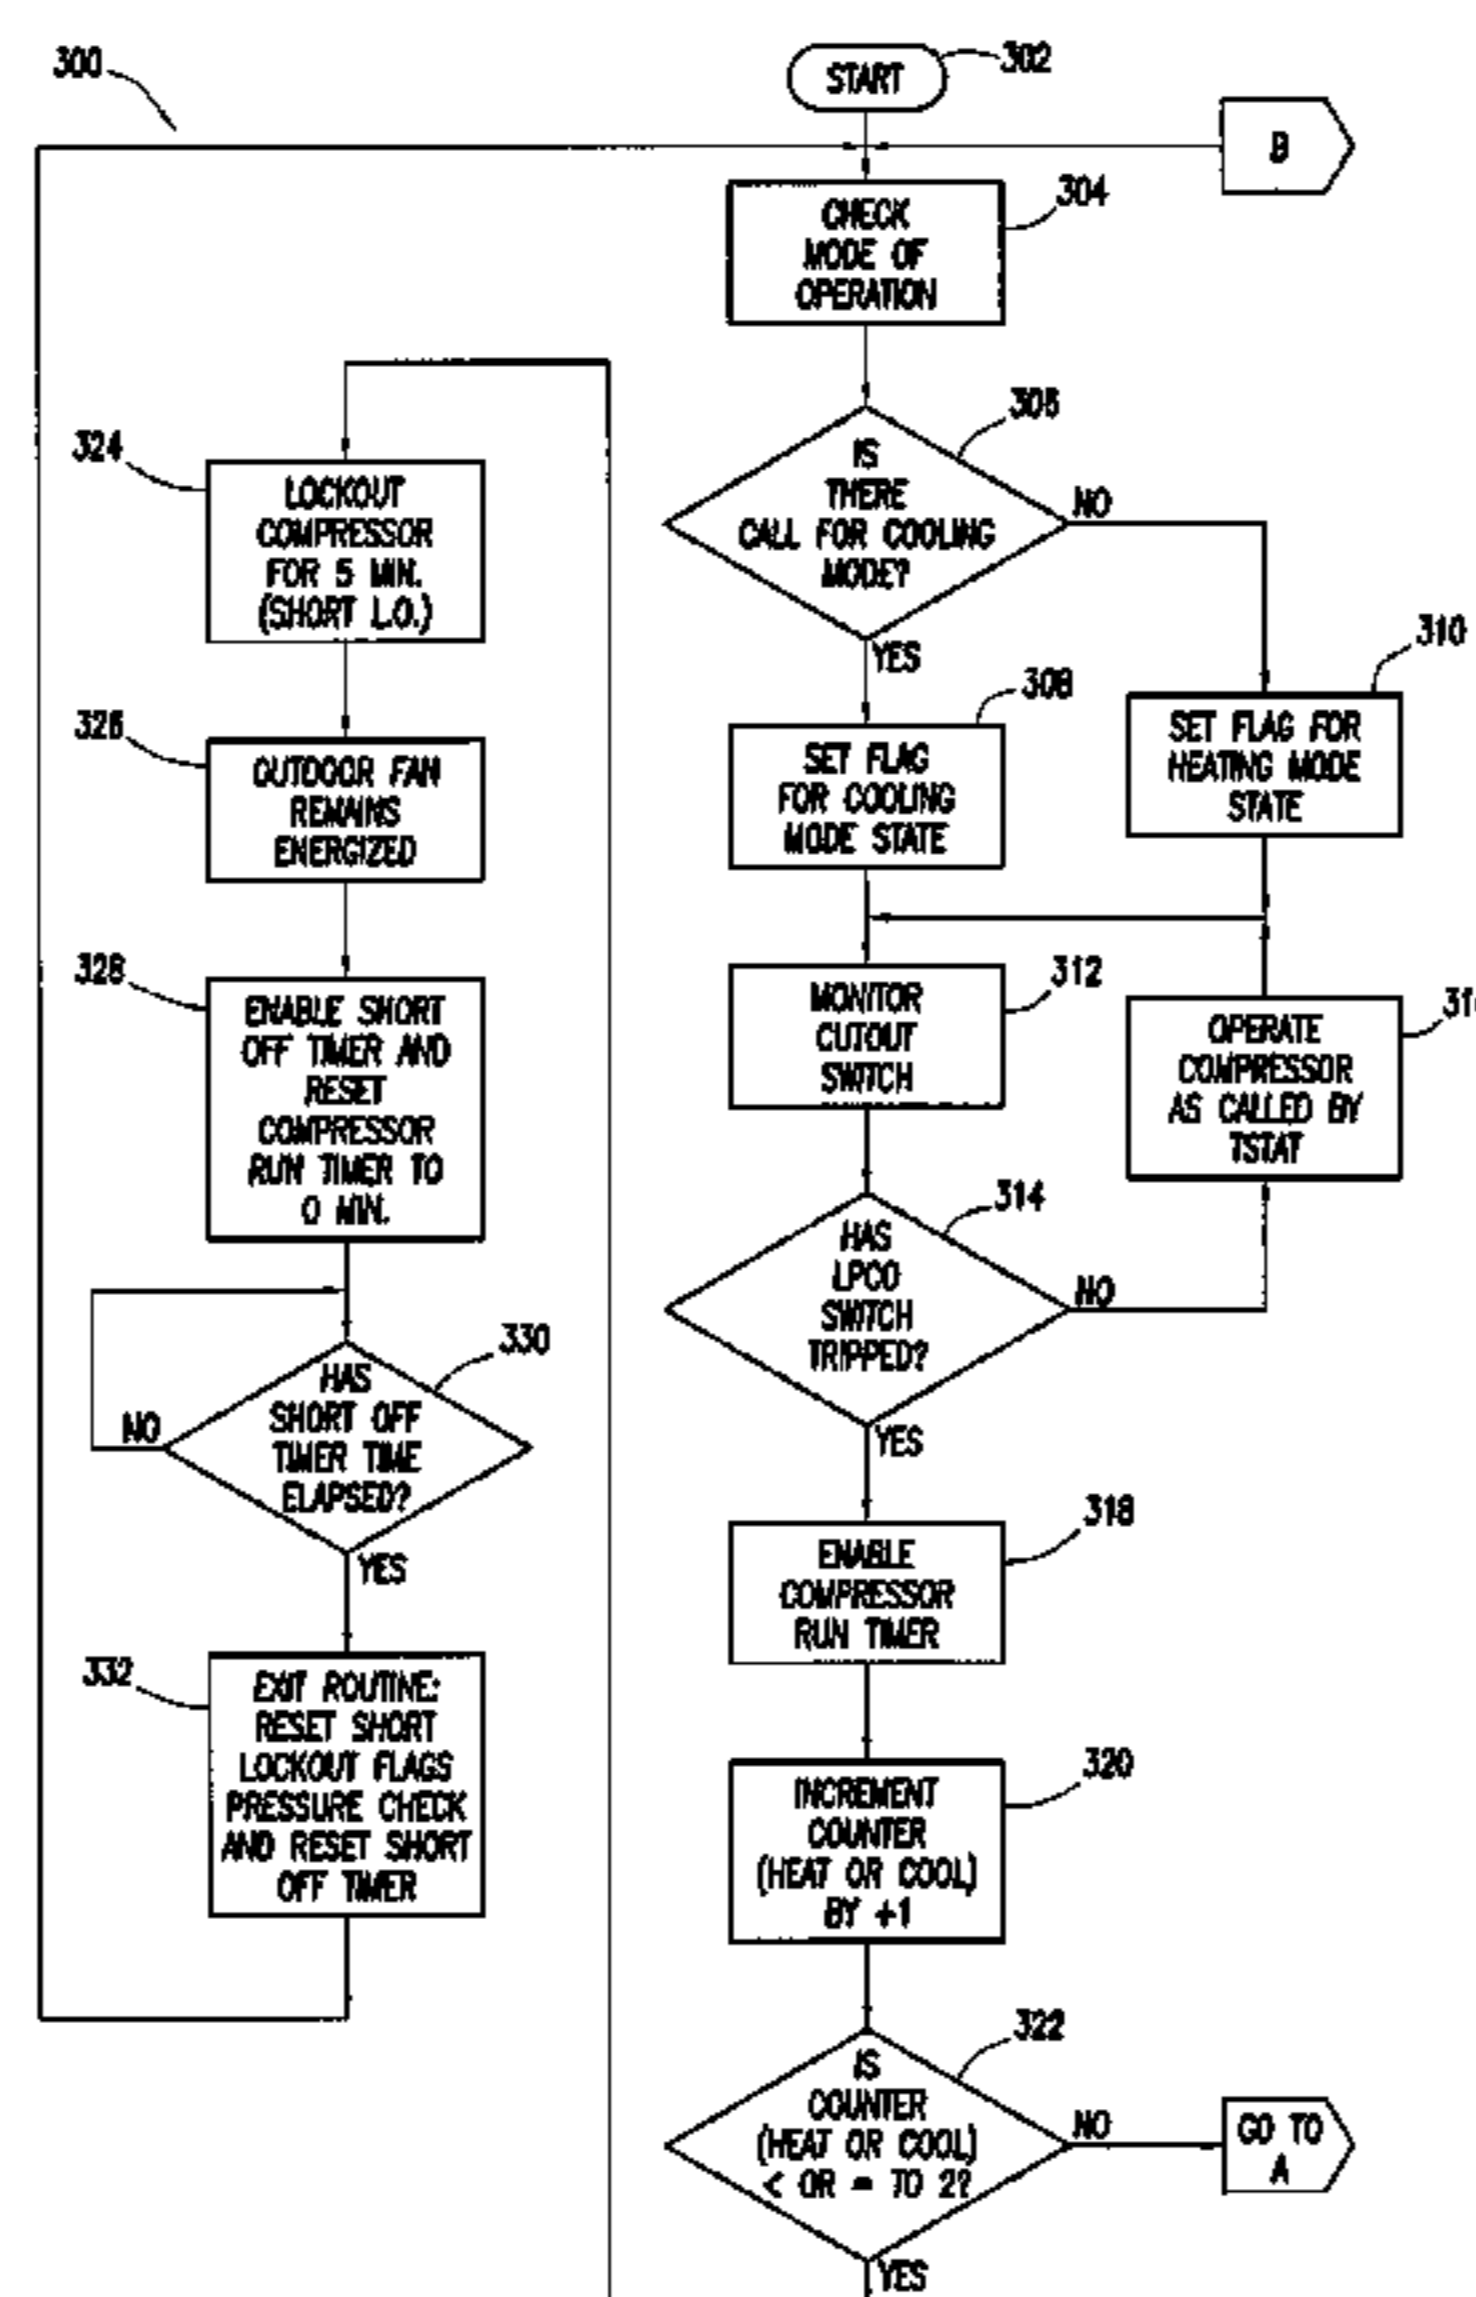 300
START
302
B
CHECK
MODE OF
OPERATION
304
IS
THERE
CALL FOR COOLING
MODE?
306
NO
YES
SET FLAG
FOR COOLING
MODE STATE
308
SET FLAG FOR
HEATING MODE
STATE
310
MONITOR
CUTOUT
SWITCH
312
OPERATE
COMPRESSOR
AS CALLED BY
TSTAT
HAS
LPCO
SWITCH
TRIPPED?
314
NO
YES
ENABLE
COMPRESSOR
RUN TIMER
318
INCREMENT
COUNTER
(HEAT OR COOL)
BY +1
320
IS
COUNTER
(HEAT OR COOL)
< OR = TO 2?
322
NO
GO TO
A
YES
324
LOCKOUT
COMPRESSOR
FOR 5 MIN.
(SHORT L.O.)
326
OUTDOOR FAN
REMAINS
ENERGIZED
328
ENABLE SHORT
OFF TIMER AND
RESET
COMPRESSOR
RUN TIMER TO
0 MIN.
330
HAS
SHORT OFF
TIMER TIME
ELAPSED?
NO
YES
332
EXIT ROUTINE:
RESET SHORT
LOCKOUT FLAGS
PRESSURE CHECK
AND RESET SHORT
OFF TIMER